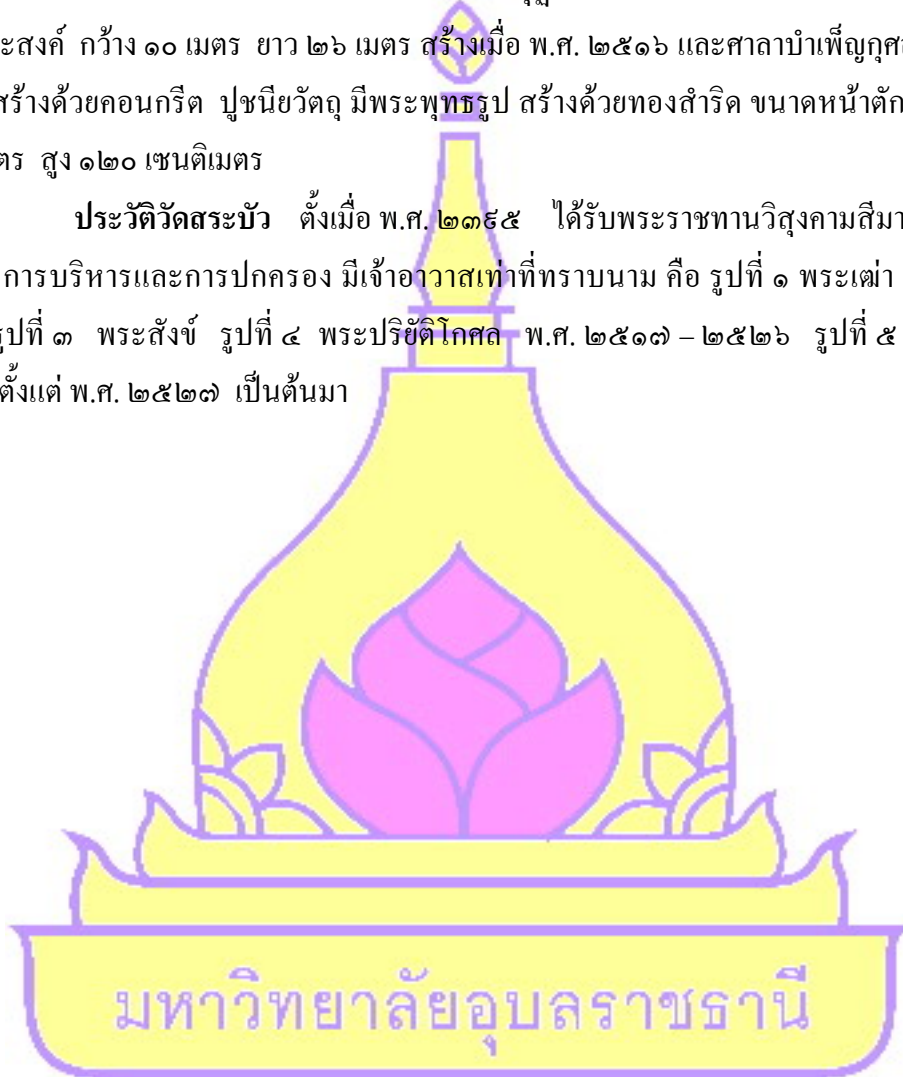 กว้าง ๑๐ เมตร ยาว ๒๖ เมตร สร้างเมื่อ พ.ศ. ๒๕๑๖ และศาลาบำเพ็ญกุศล
สร้างด้วยคอนกรีต ปูชนียวัตถุ มีพระพุทธรูป สร้างด้วยทองสำริด ขนาดหน้าตัก
สูง ๑๒๐ เซนติเมตร
ประวัติวัดสระบัว ตั้งเมื่อ พ.ศ. ๒๓๙๕ ได้รับพระราชทานวิสุงคามสีมา
การบริหารและการปกครอง มีเจ้าอาวาสเท่าที่ทราบนาม คือ รูปที่ ๑ พระเฒ่า
รูปที่ ๓ พระสังข์ รูปที่ ๔ พระปริยัติโกศล พ.ศ. ๒๕๑๗ – ๒๕๒๖ รูปที่ ๕
ตั้งแต่ พ.ศ. ๒๕๒๗ เป็นต้นมา
มหาวิทยาลัยอุบลราชธานี